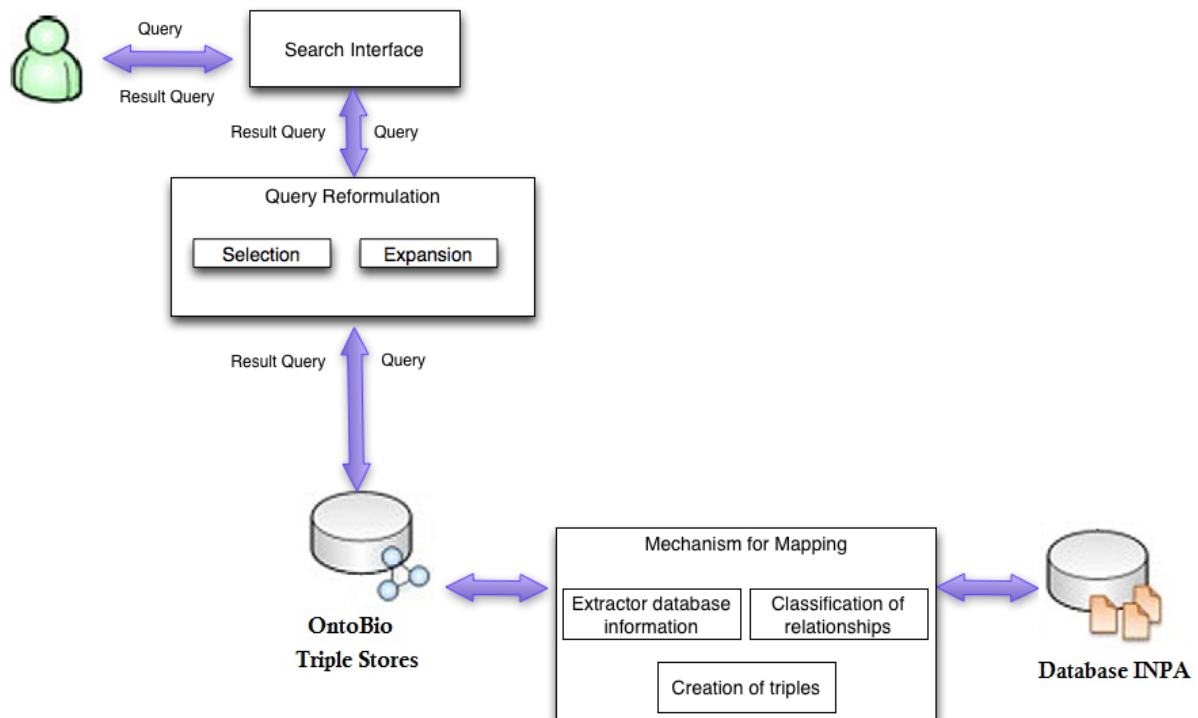 Query
Result Query
Search Interface
Result Query
Query
Query Reformulation
Selection
Expansion
Result Query
Query
OntoBio
Triple Stores
Mechanism for Mapping
Extractor database
information
Classification of
relationships
Creation of triples
Database INPA